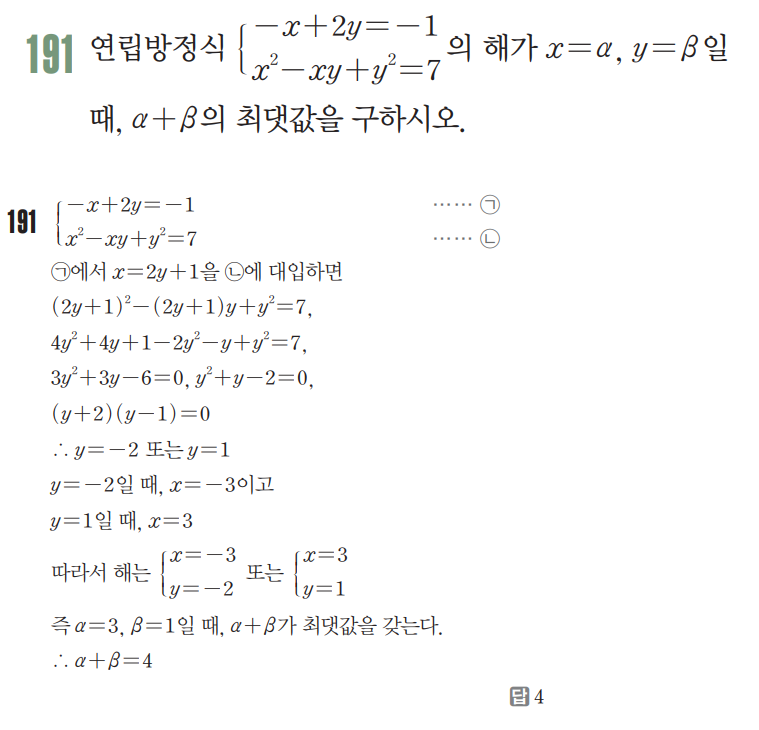 191 연립방정식 { -x+2y=-1
x²-xy+y²=7 의 해가 x=α, y=β일
때, α+β의 최댓값을 구하시오.
191 { -x+2y=-1 …… ㉠
x²-xy+y²=7 …… ㉡
㉠에서 x=2y+1을 ㉡에 대입하면
(2y+1)²-(2y+1)y+y²=7,
4y²+4y+1-2y²-y+y²=7,
3y²+3y-6=0, y²+y-2=0,
(y+2)(y-1)=0
∴ y=-2 또는 y=1
y=-2일 때, x=-3이고
y=1일 때, x=3
따라서 해는 { x=-3
y=-2 또는 { x=3
y=1
즉 α=3, β=1일 때, α+β가 최댓값을 갖는다.
∴ α+β=4
답 4